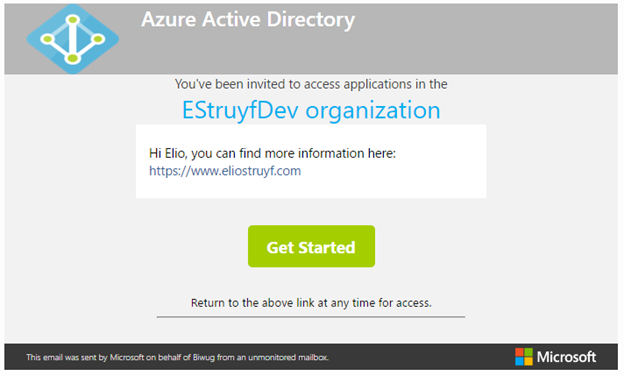 Azure Active Directory
You've been invited to access applications in the
EStruyfDev organization
Hi Elio, you can find more information here:
https://www.eliostruyf.com
Get Started
Return to the above link at any time for access.
This email was sent by Microsoft on behalf of Biwug from an unmonitored mailbox.
Microsoft